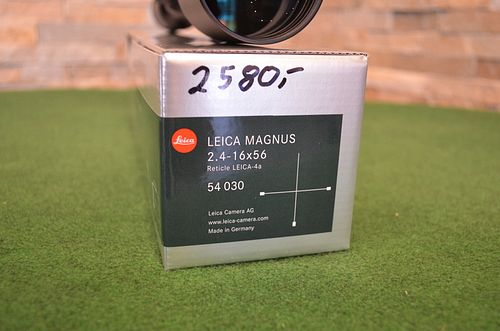 2580,-
Leica
LEICA MAGNUS
2.4-16x56
Reticle LEICA-4a
54 030
Leica Camera AG
www.leica-camera.com
Made in Germany